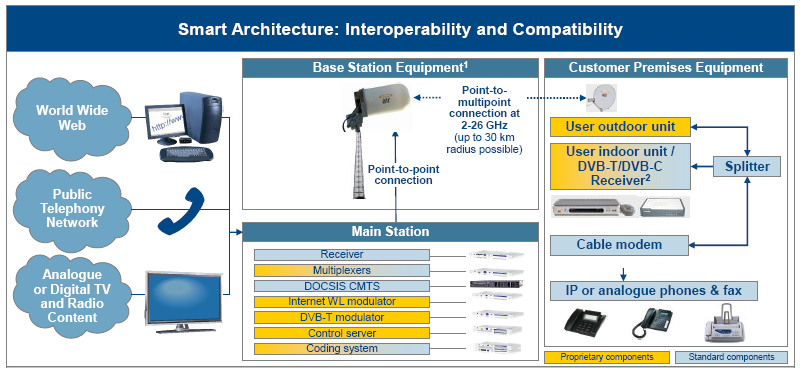 Smart Architecture: Interoperability and Compatibility
World Wide
Web
http://www
Public
Telephony
Network
Analogue
or Digital TV
and Radio
Content
Base Station Equipment¹
air
Point-to-
multipoint
connection at
2-26 GHz
(up to 30 km
radius possible)
Point-to-point
connection
Main Station
Receiver
Multiplexers
DOCSIS CMTS
Internet WL modulator
DVB-T modulator
Control server
Coding system
Customer Premises Equipment
User outdoor unit
User indoor unit /
DVB-T/DVB-C
Receiver²
Splitter
Cable modem
IP or analogue phones & fax
Proprietary components
Standard components